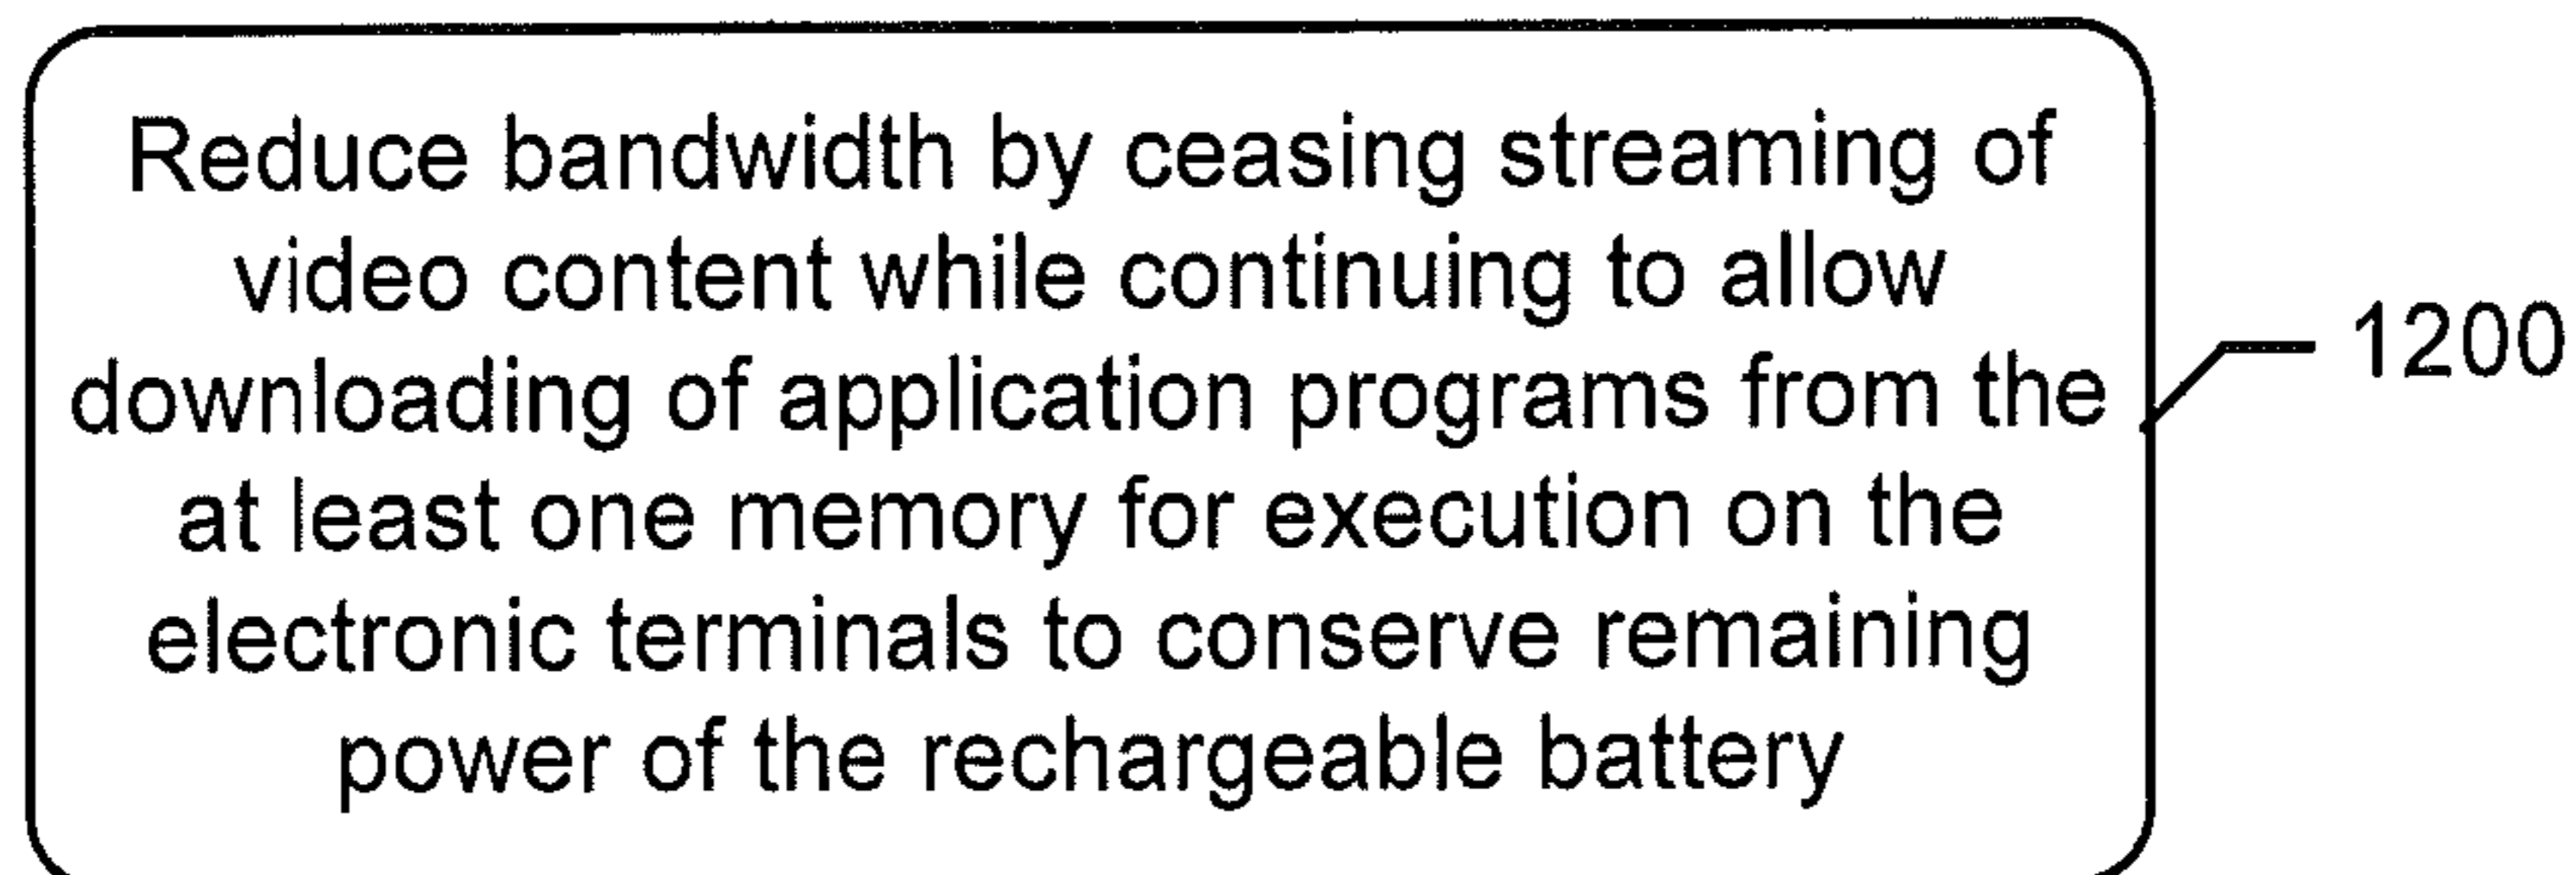 Reduce bandwidth by ceasing streaming of
video content while continuing to allow
downloading of application programs from the
at least one memory for execution on the
electronic terminals to conserve remaining
power of the rechargeable battery
1200